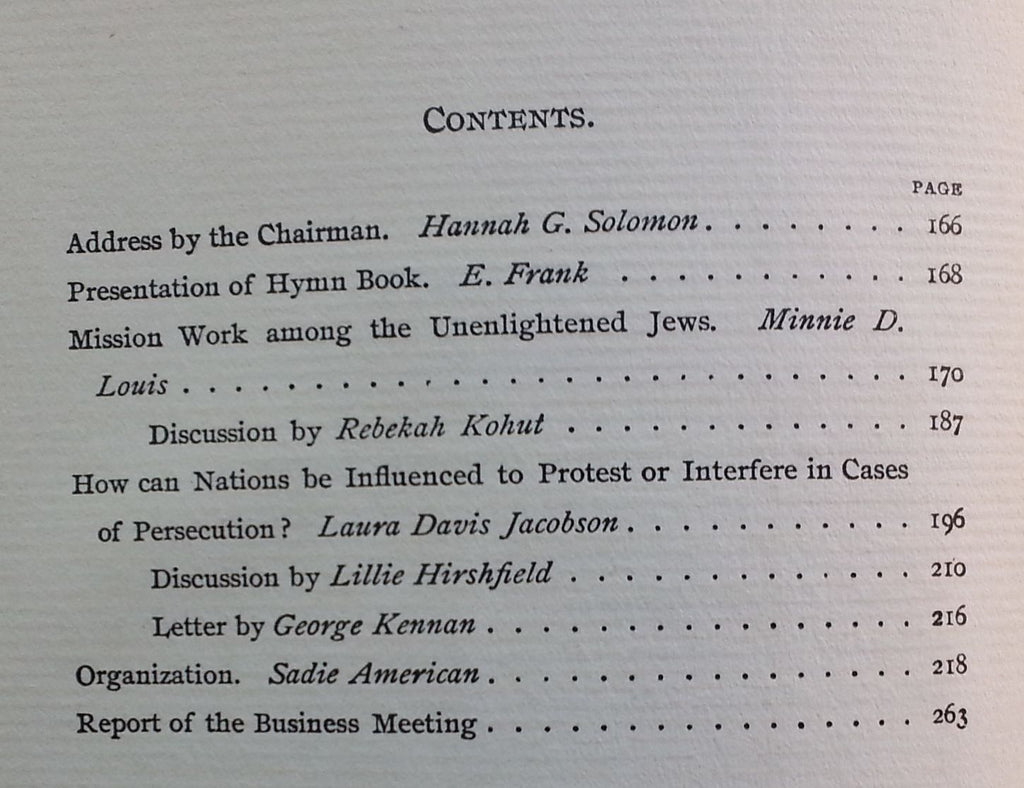 CONTENTS.
PAGE
Address by the Chairman. Hannah G. Solomon. . . . . . . . 166
Presentation of Hymn Book. E. Frank . . . . . . . . . . . 168
Mission Work among the Unenlightened Jews. Minnie D.
Louis . . . . . . . . . . . . . . . . . . . . . . . . . . . 170
Discussion by Rebekah Kohut . . . . . . . . . . . . . 187
How can Nations be Influenced to Protest or Interfere in Cases
of Persecution? Laura Davis Jacobson . . . . . . . . . . . 196
Discussion by Lillie Hirshfield . . . . . . . . . . . . . 210
Letter by George Kennan . . . . . . . . . . . . . . . . 216
Organization. Sadie American . . . . . . . . . . . . . . . . 218
Report of the Business Meeting . . . . . . . . . . . . . . . . 263